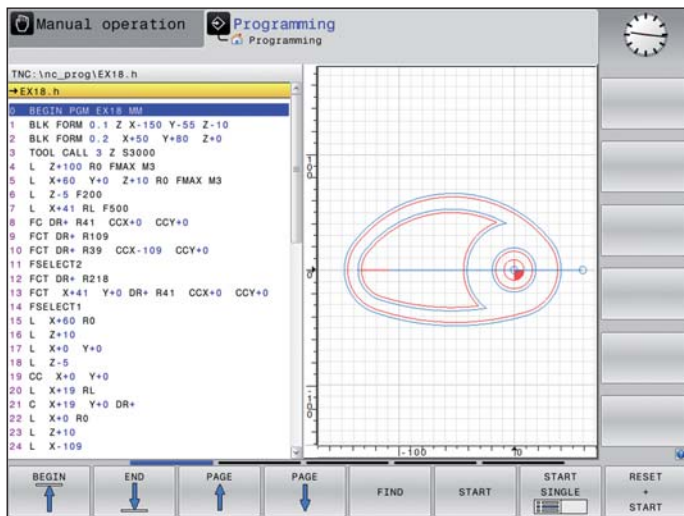 Manual operation
Programming
Programming
TNC:\nc_prog\EX18.h
→EX18.h
0 BEGIN PGM EX18 MM
1 BLK FORM 0.1 Z X-150 Y-55 Z-10
2 BLK FORM 0.2 X+50 Y+80 Z+0
3 TOOL CALL 3 Z S3000
4 L Z+100 R0 FMAX M3
5 L X+60 Y+0 Z+10 R0 FMAX M3
6 L Z-5 F200
7 L X+41 RL F500
8 FC DR+ R41 CCX+0 CCY+0
9 FCT DR+ R109
10 FCT DR+ R39 CCX-109 CCY+0
11 FSELECT2
12 FCT DR+ R218
13 FCT X+41 Y+0 DR+ R41 CCX+0 CCY+0
14 FSELECT1
15 L X+60 R0
16 L Z+10
17 L X+0 Y+0
18 L Z-5
19 CC X+0 Y+0
20 L X+19 RL
21 C X+19 Y+0 DR+
22 L X+0 R0
23 L Z+10
24 L X-109
100
0
-100
-100
0
BEGIN
END
PAGE
PAGE
FIND
START
START
SINGLE
RESET
+
START